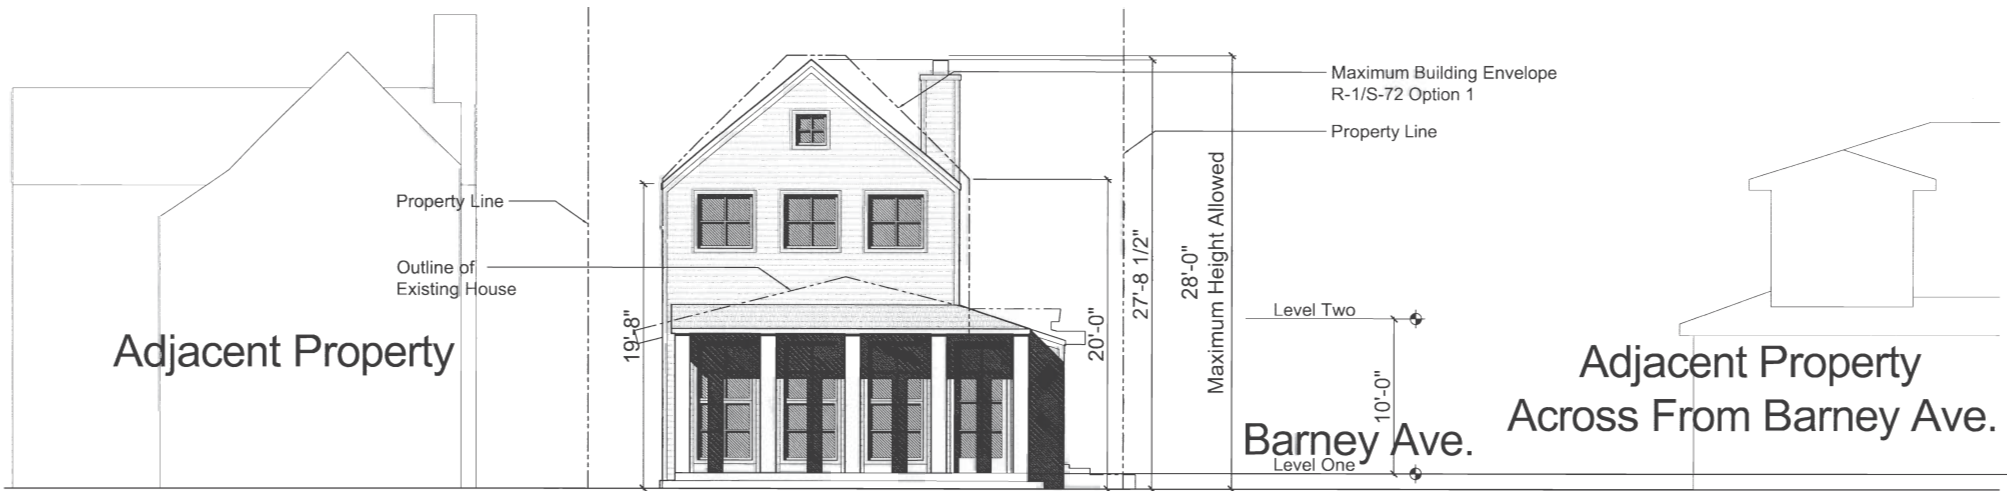 Maximum Building Envelope
R-1/S-72 Option 1
Property Line
Property Line
Outline of
Existing House
Adjacent Property
19'-8"
20'-0"
27'-8 1/2"
28'-0"
Maximum Height Allowed
Level Two
10'-0"
Level One
Barney Ave.
Adjacent Property
Across From Barney Ave.